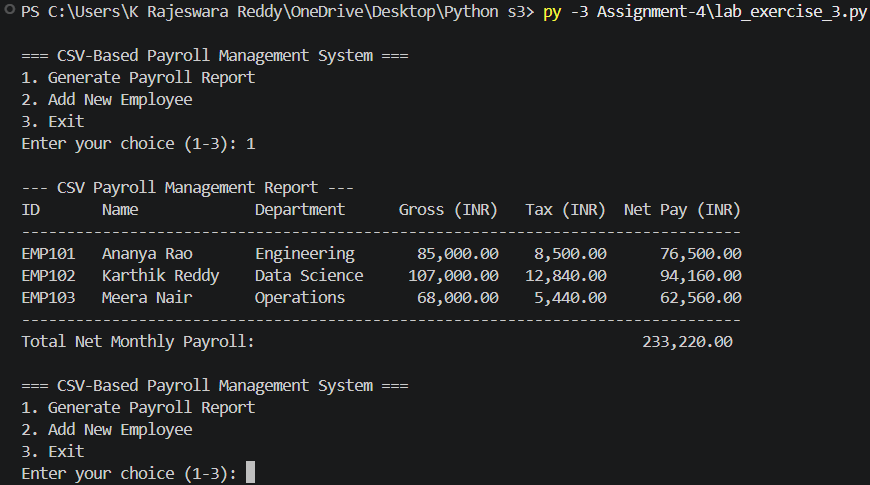 PS C:\Users\K Rajeswara Reddy\OneDrive\Desktop\Python s3> py -3 Assignment-4\lab_exercise_3.py
=== CSV-Based Payroll Management System ===
1. Generate Payroll Report
2. Add New Employee
3. Exit
Enter your choice (1-3): 1
--- CSV Payroll Management Report ---
ID      Name             Department      Gross (INR)   Tax (INR)  Net Pay (INR)
--------------------------------------------------------------------------------
EMP101   Ananya Rao       Engineering       85,000.00    8,500.00      76,500.00
EMP102   Karthik Reddy    Data Science     107,000.00   12,840.00      94,160.00
EMP103   Meera Nair       Operations        68,000.00    5,440.00      62,560.00
--------------------------------------------------------------------------------
Total Net Monthly Payroll:                                           233,220.00
=== CSV-Based Payroll Management System ===
1. Generate Payroll Report
2. Add New Employee
3. Exit
Enter your choice (1-3):